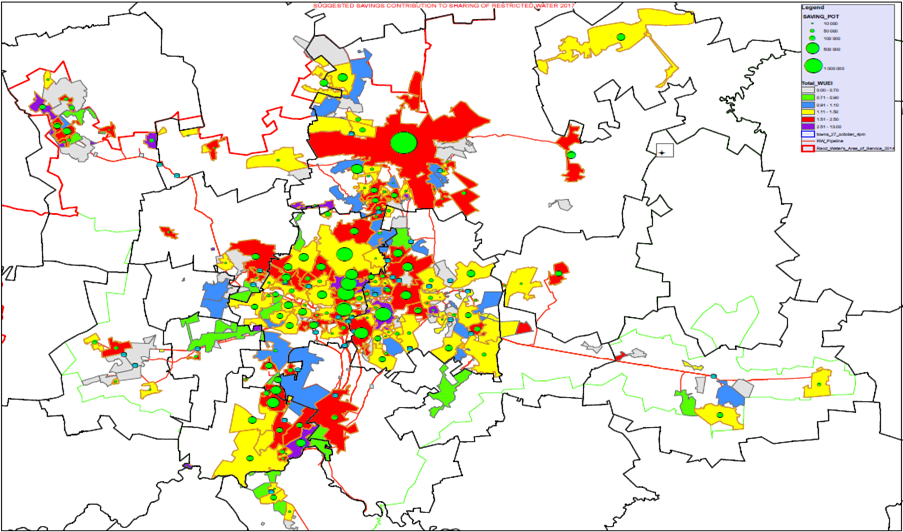 SUGGESTED SAVINGS CONTRIBUTION TO SHARING OF RESTRICTED WATER 2017
Legend
SAVING_POT
10 000
50 000
100 000
500 000
1 000 000
Total_WUEI
0.00 - 0.70
0.71 - 0.90
0.91 - 1.10
1.11 - 1.50
1.51 - 2.50
2.51 - 13.00
RW_Pipeline